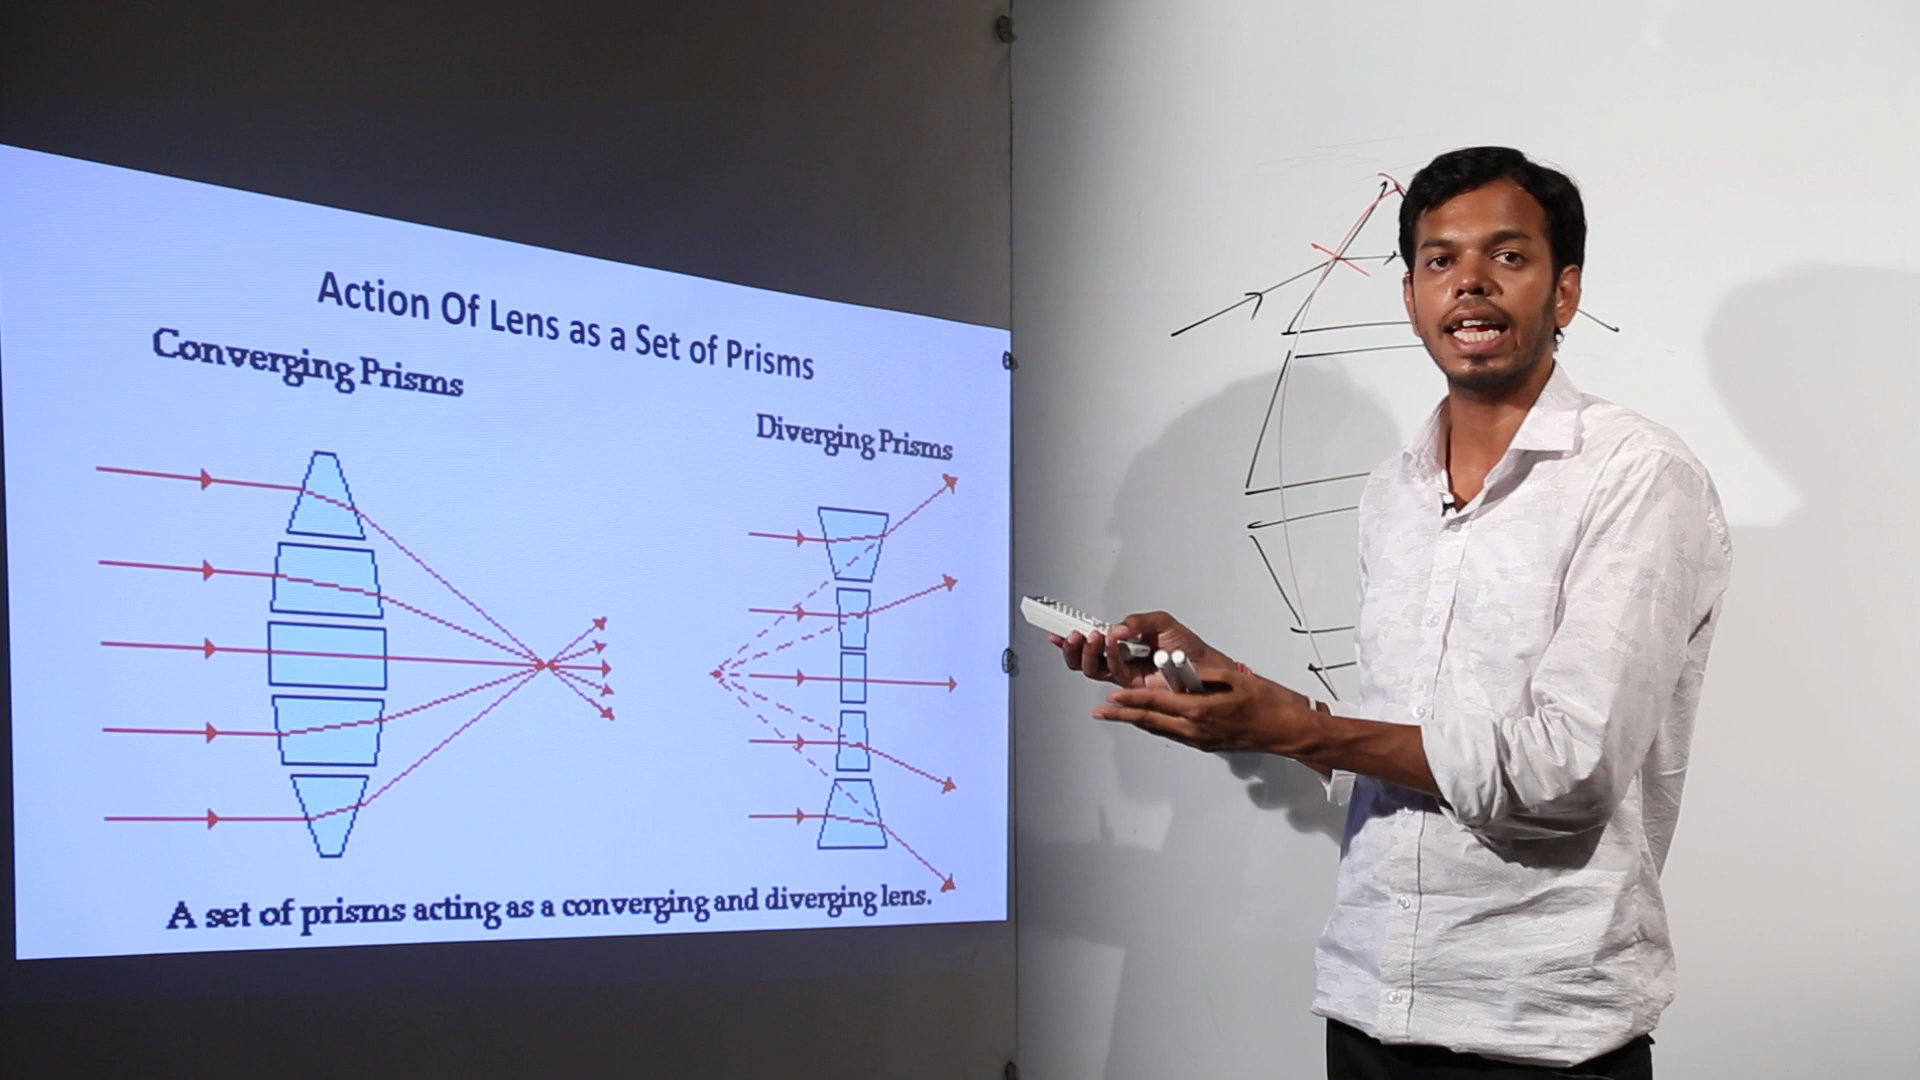 Action Of Lens as a Set of Prisms
Converging Prisms
Diverging Prisms
A set of prisms acting as a converging and diverging lens.